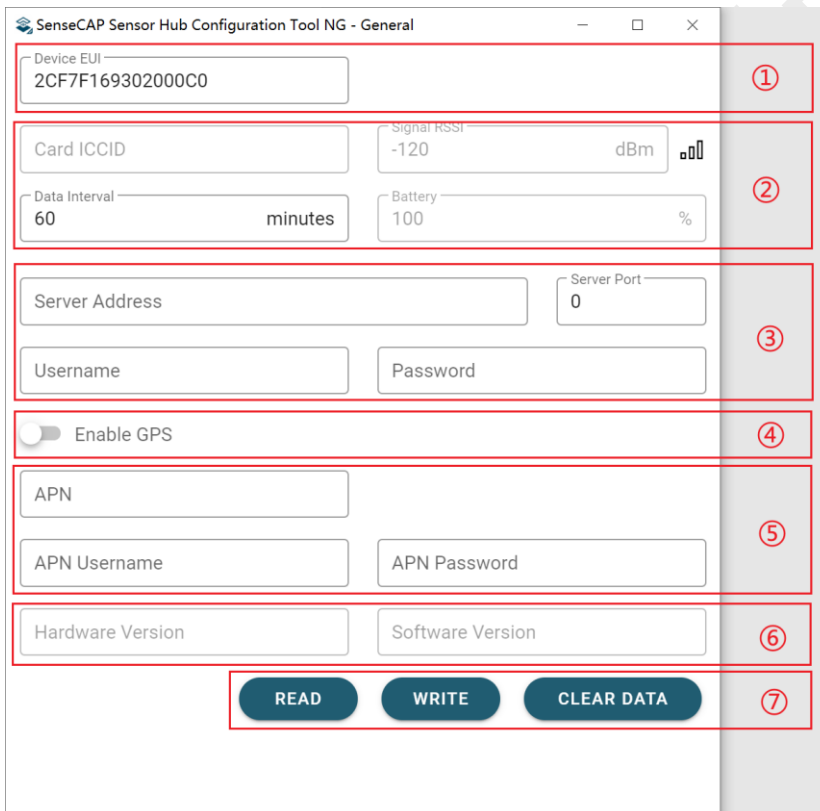 SenseCAP Sensor Hub Configuration Tool NG - General
Device EUI
2CF7F169302000C0
①
Card ICCID
Signal RSSI
-120 dBm
②
Data Interval
60 minutes
Battery
100 %
Server Address
Server Port
0
③
Username
Password
Enable GPS
④
APN
⑤
APN Username
APN Password
Hardware Version
Software Version
⑥
READ
WRITE
CLEAR DATA
⑦